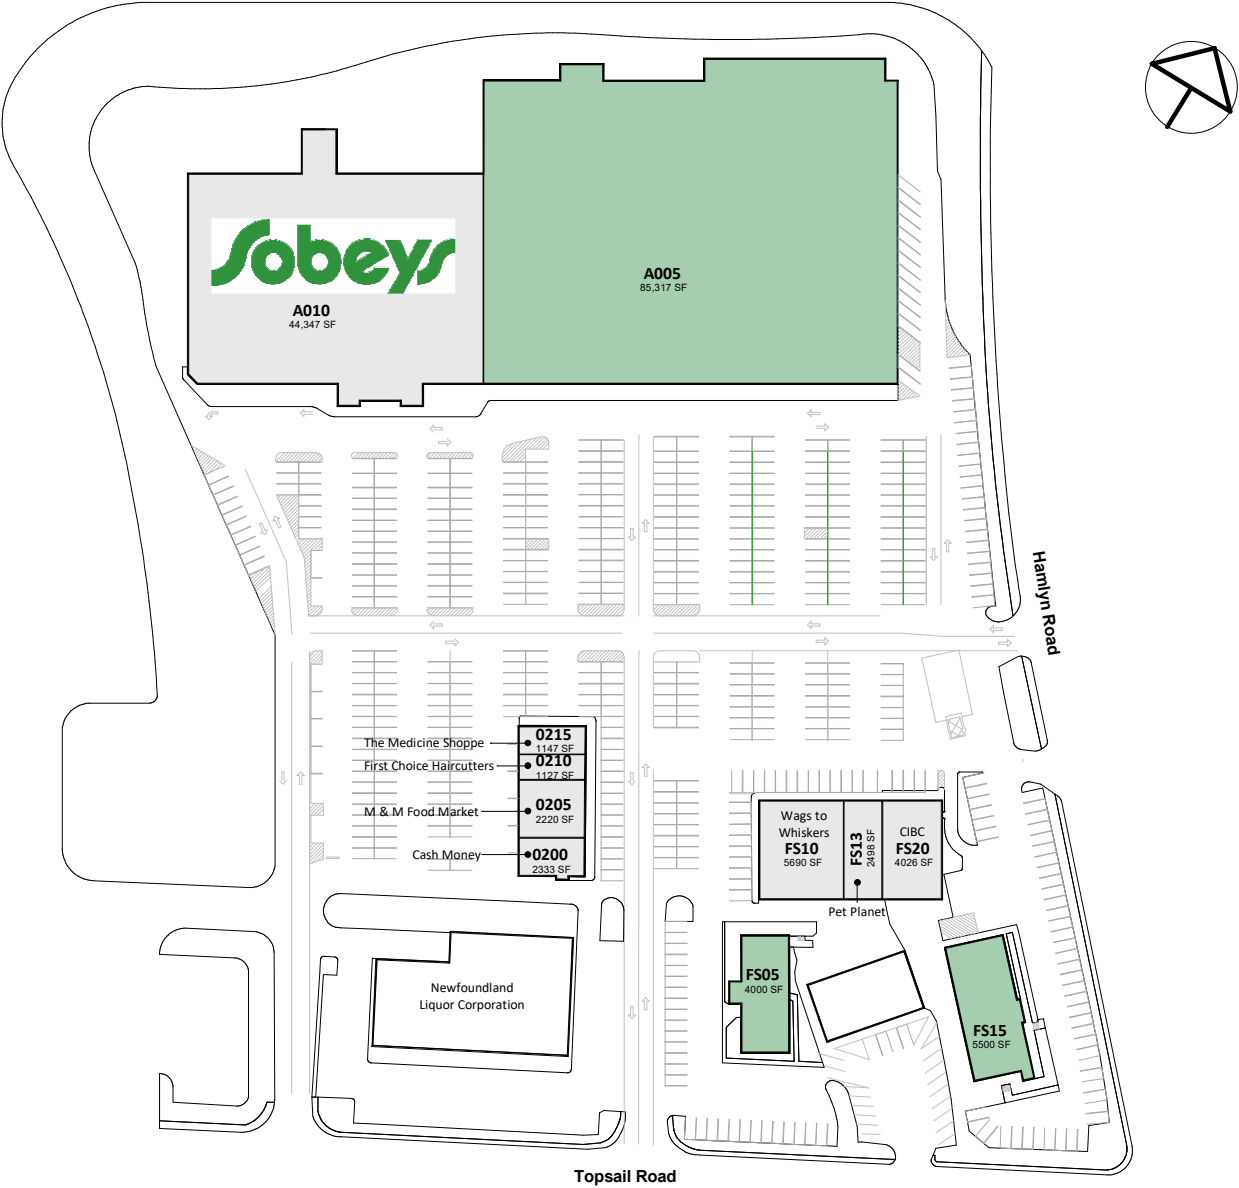 Sobeys
A010
44,347 SF
A005
85,317 SF
Hamlyn Road
The Medicine Shoppe
0215
1147 SF
First Choice Haircutters
0210
1127 SF
M & M Food Market
0205
2220 SF
Cash Money
0200
2333 SF
Wags to
Whiskers
FS10
5690 SF
FS13
2498 SF
CIBC
FS20
4026 SF
Pet Planet
Newfoundland
Liquor Corporation
FS05
4000 SF
FS15
5500 SF
Topsail Road